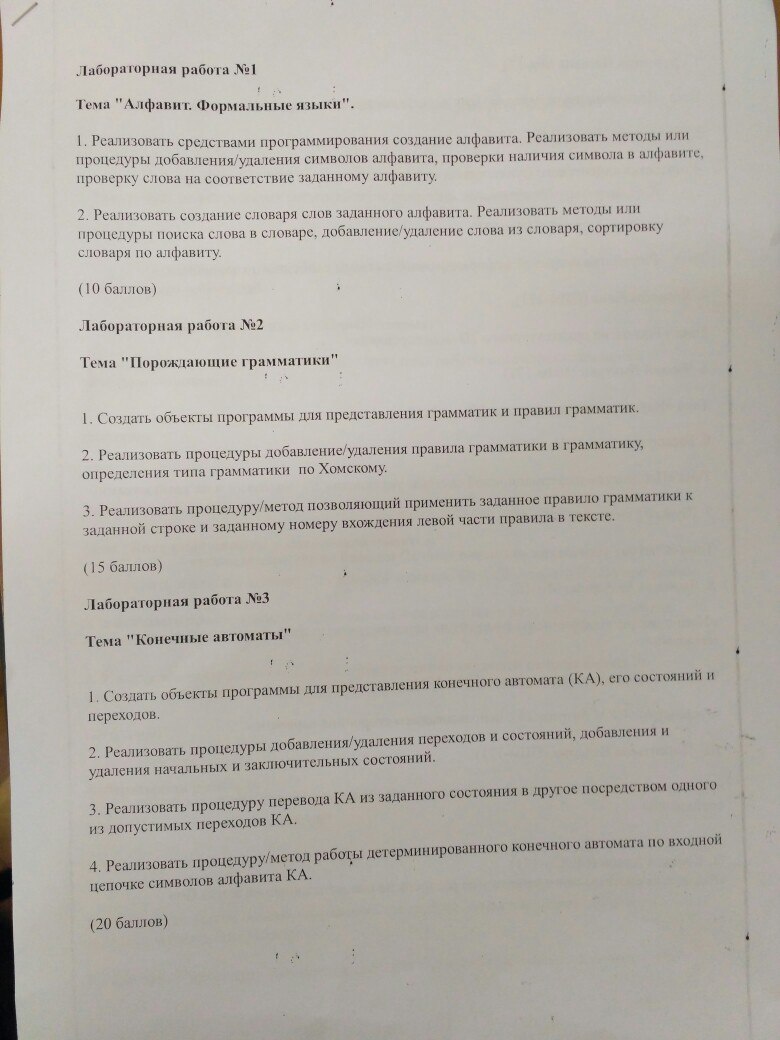 Лабораторная работа №1
Тема "Алфавит. Формальные языки".
1. Реализовать средствами программирования создание алфавита. Реализовать методы или
процедуры добавления/удаления символов алфавита, проверки наличия символа в алфавите,
проверку слова на соответствие заданному алфавиту.
2. Реализовать создание словаря слов заданного алфавита. Реализовать методы или
процедуры поиска слова в словаре, добавление/удаление слова из словаря, сортировку
словаря по алфавиту.
(10 баллов)
Лабораторная работа №2
Тема "Порождающие грамматики"
1. Создать объекты программы для представления грамматик и правил грамматик.
2. Реализовать процедуры добавление/удаления правила грамматики в грамматику,
определения типа грамматики по Хомскому.
3. Реализовать процедуру/метод позволяющий применить заданное правило грамматики к
заданной строке и заданному номеру вхождения левой части правила в тексте.
(15 баллов)
Лабораторная работа №3
Тема "Конечные автоматы"
1. Создать объекты программы для представления конечного автомата (КА), его состояний и
переходов.
2. Реализовать процедуры добавления/удаления переходов и состояний, добавления и
удаления начальных и заключительных состояний.
3. Реализовать процедуру перевода КА из заданного состояния в другое посредством одного
из допустимых переходов КА.
4. Реализовать процедуру/метод работы детерминированного конечного автомата по входной
цепочке символов алфавита КА.
(20 баллов)